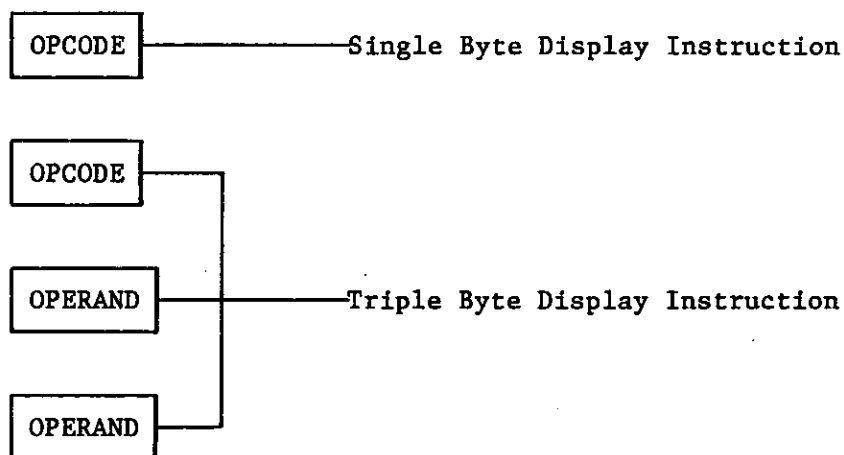 OPCODE Single Byte Display Instruction
OPCODE
OPERAND Triple Byte Display Instruction
OPERAND